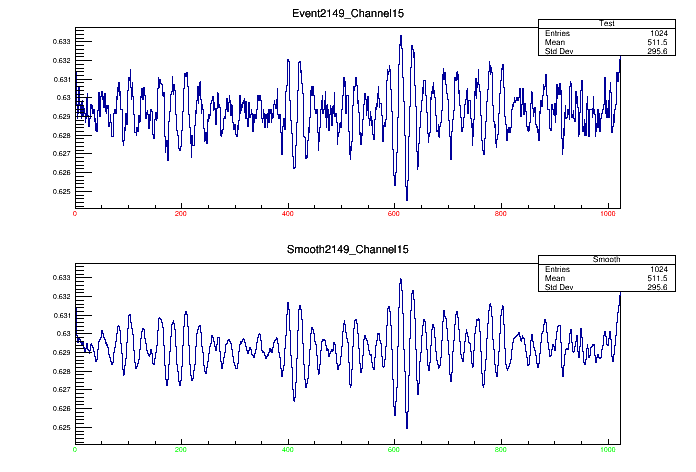 Event2149_Channel15
Test
Entries 1024
Mean 511.5
Std Dev 295.6
0.633
0.632
0.631
0.63
0.629
0.628
0.627
0.626
0.625
0 200 400 600 800 1000
Smooth2149_Channel15
Smooth
Entries 1024
Mean 511.5
Std Dev 295.6
0.633
0.632
0.631
0.63
0.629
0.628
0.627
0.626
0.625
0 200 400 600 800 1000